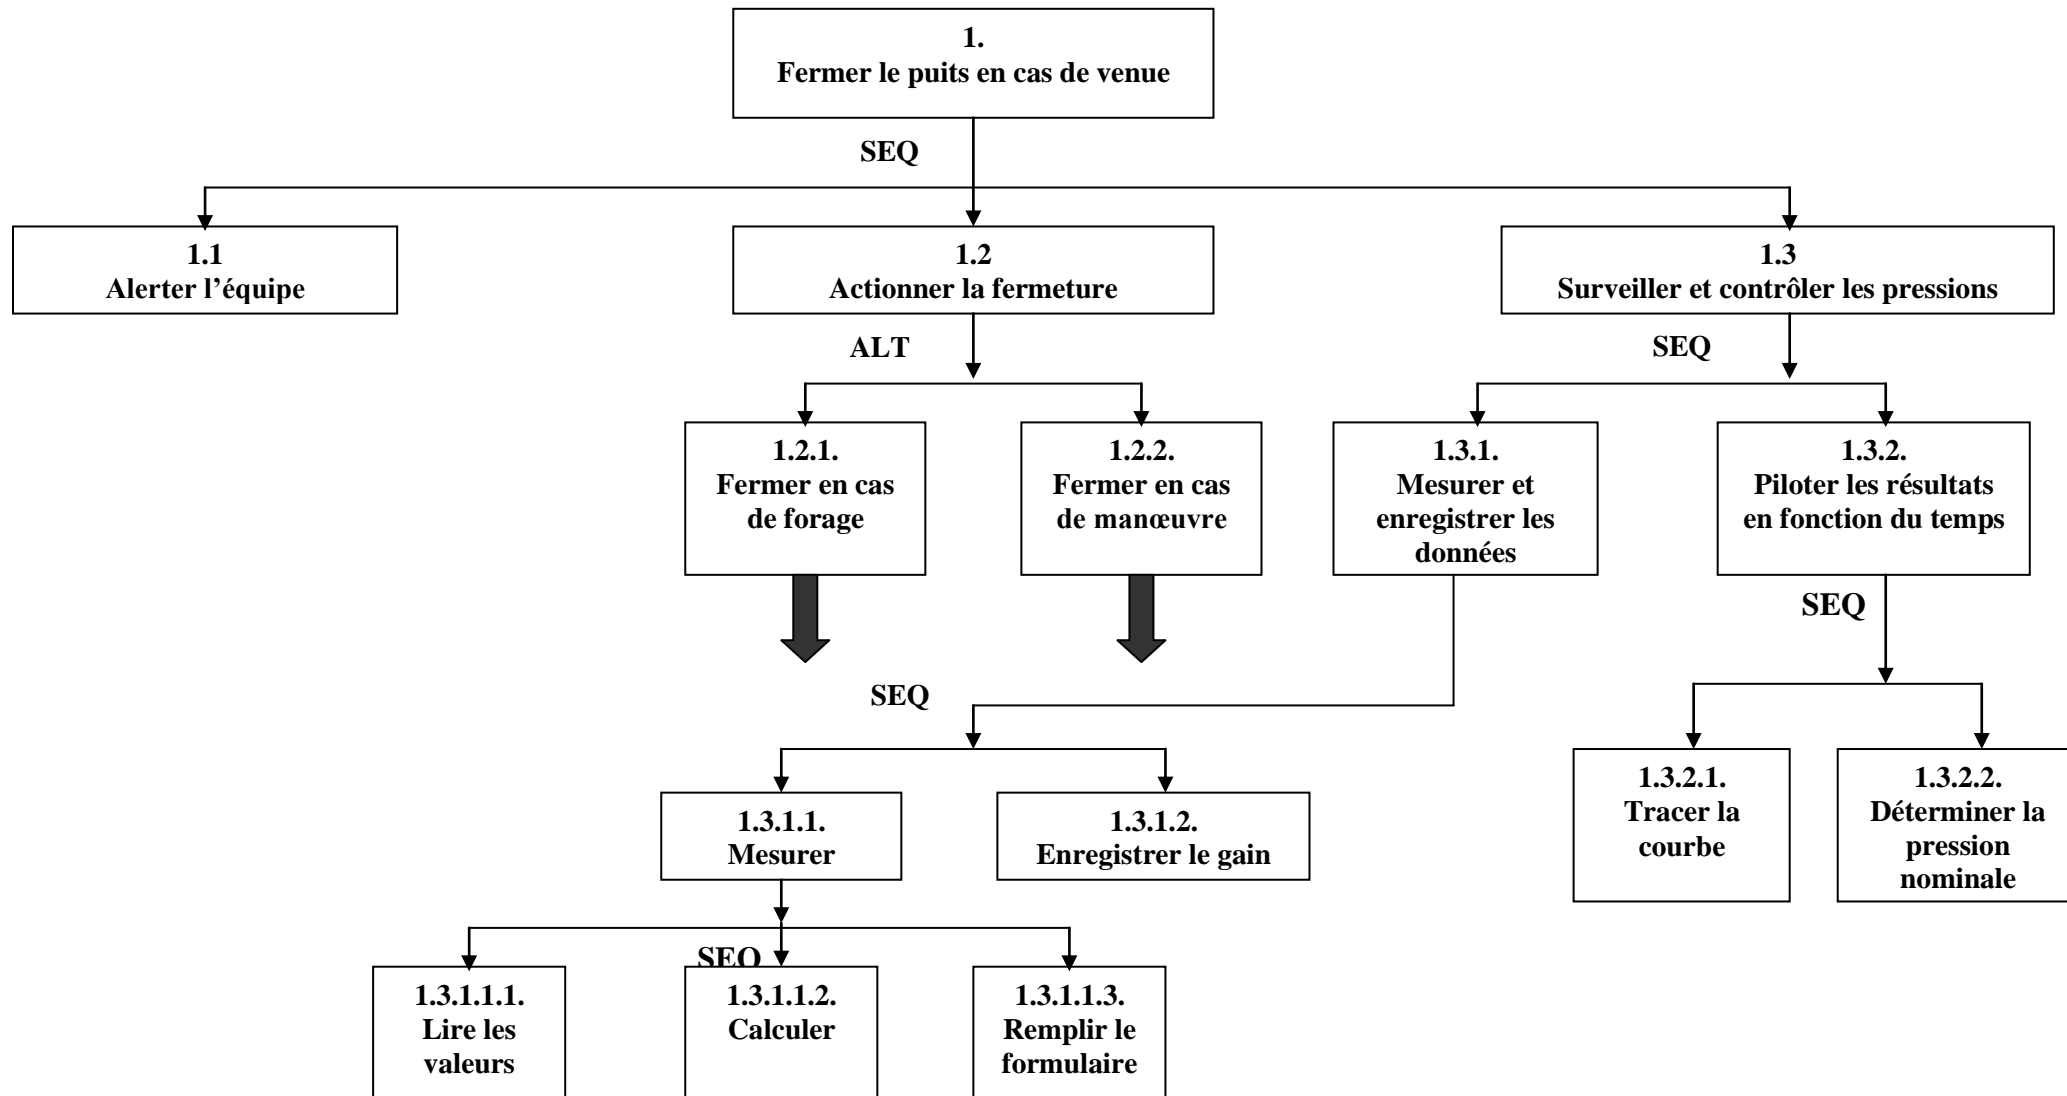 1.
Fermer le puits en cas de venue
SEQ
1.1
Alerter l’équipe
1.2
Actionner la fermeture
1.3
Surveiller et contrôler les pressions
ALT
SEQ
1.2.1.
Fermer en cas
de forage
1.2.2.
Fermer en cas
de manœuvre
1.3.1.
Mesurer et
enregistrer les
données
1.3.2.
Piloter les résultats
en fonction du temps
SEQ
SEQ
1.3.1.1.
Mesurer
1.3.1.2.
Enregistrer le gain
1.3.2.1.
Tracer la
courbe
1.3.2.2.
Déterminer la
pression
nominale
SEQ
1.3.1.1.1.
Lire les
valeurs
1.3.1.1.2.
Calculer
1.3.1.1.3.
Remplir le
formulaire